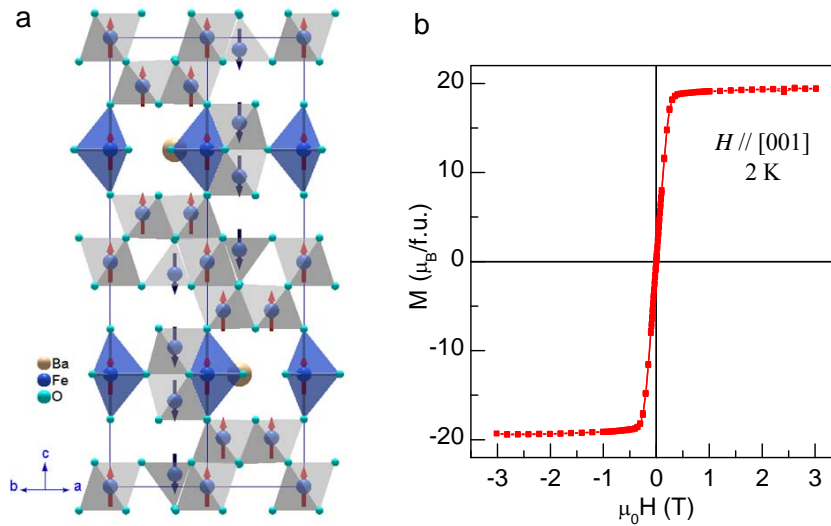 a
Ba
Fe
O
c
b
a
b
M (μB/f.u.)
20
10
0
-10
-20
H // [001]
2 K
-3
-2
-1
0
1
2
3
μ0H (T)